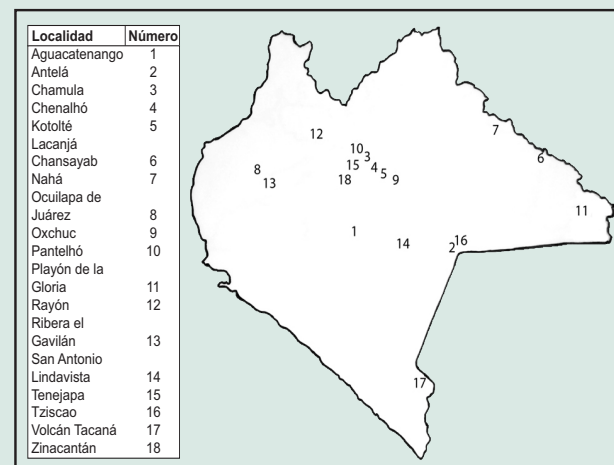 Localidad Número
Aguacatenango 1
Antelá 2
Chamula 3
Chenalhó 4
Kotolté 5
Lacanjá
Chansayab 6
Nahá 7
Ocuilapa de
Juárez 8
Oxchuc 9
Pantelhó 10
Playón de la
Gloria 11
Rayón 12
Ribera el
Gavilán 13
San Antonio
Lindavista 14
Tenejapa 15
Tziscao 16
Volcán Tacaná 17
Zinacantán 18
7
12
10
3
6
15
4
8
5
18
9
13
11
1
16
14
2
17